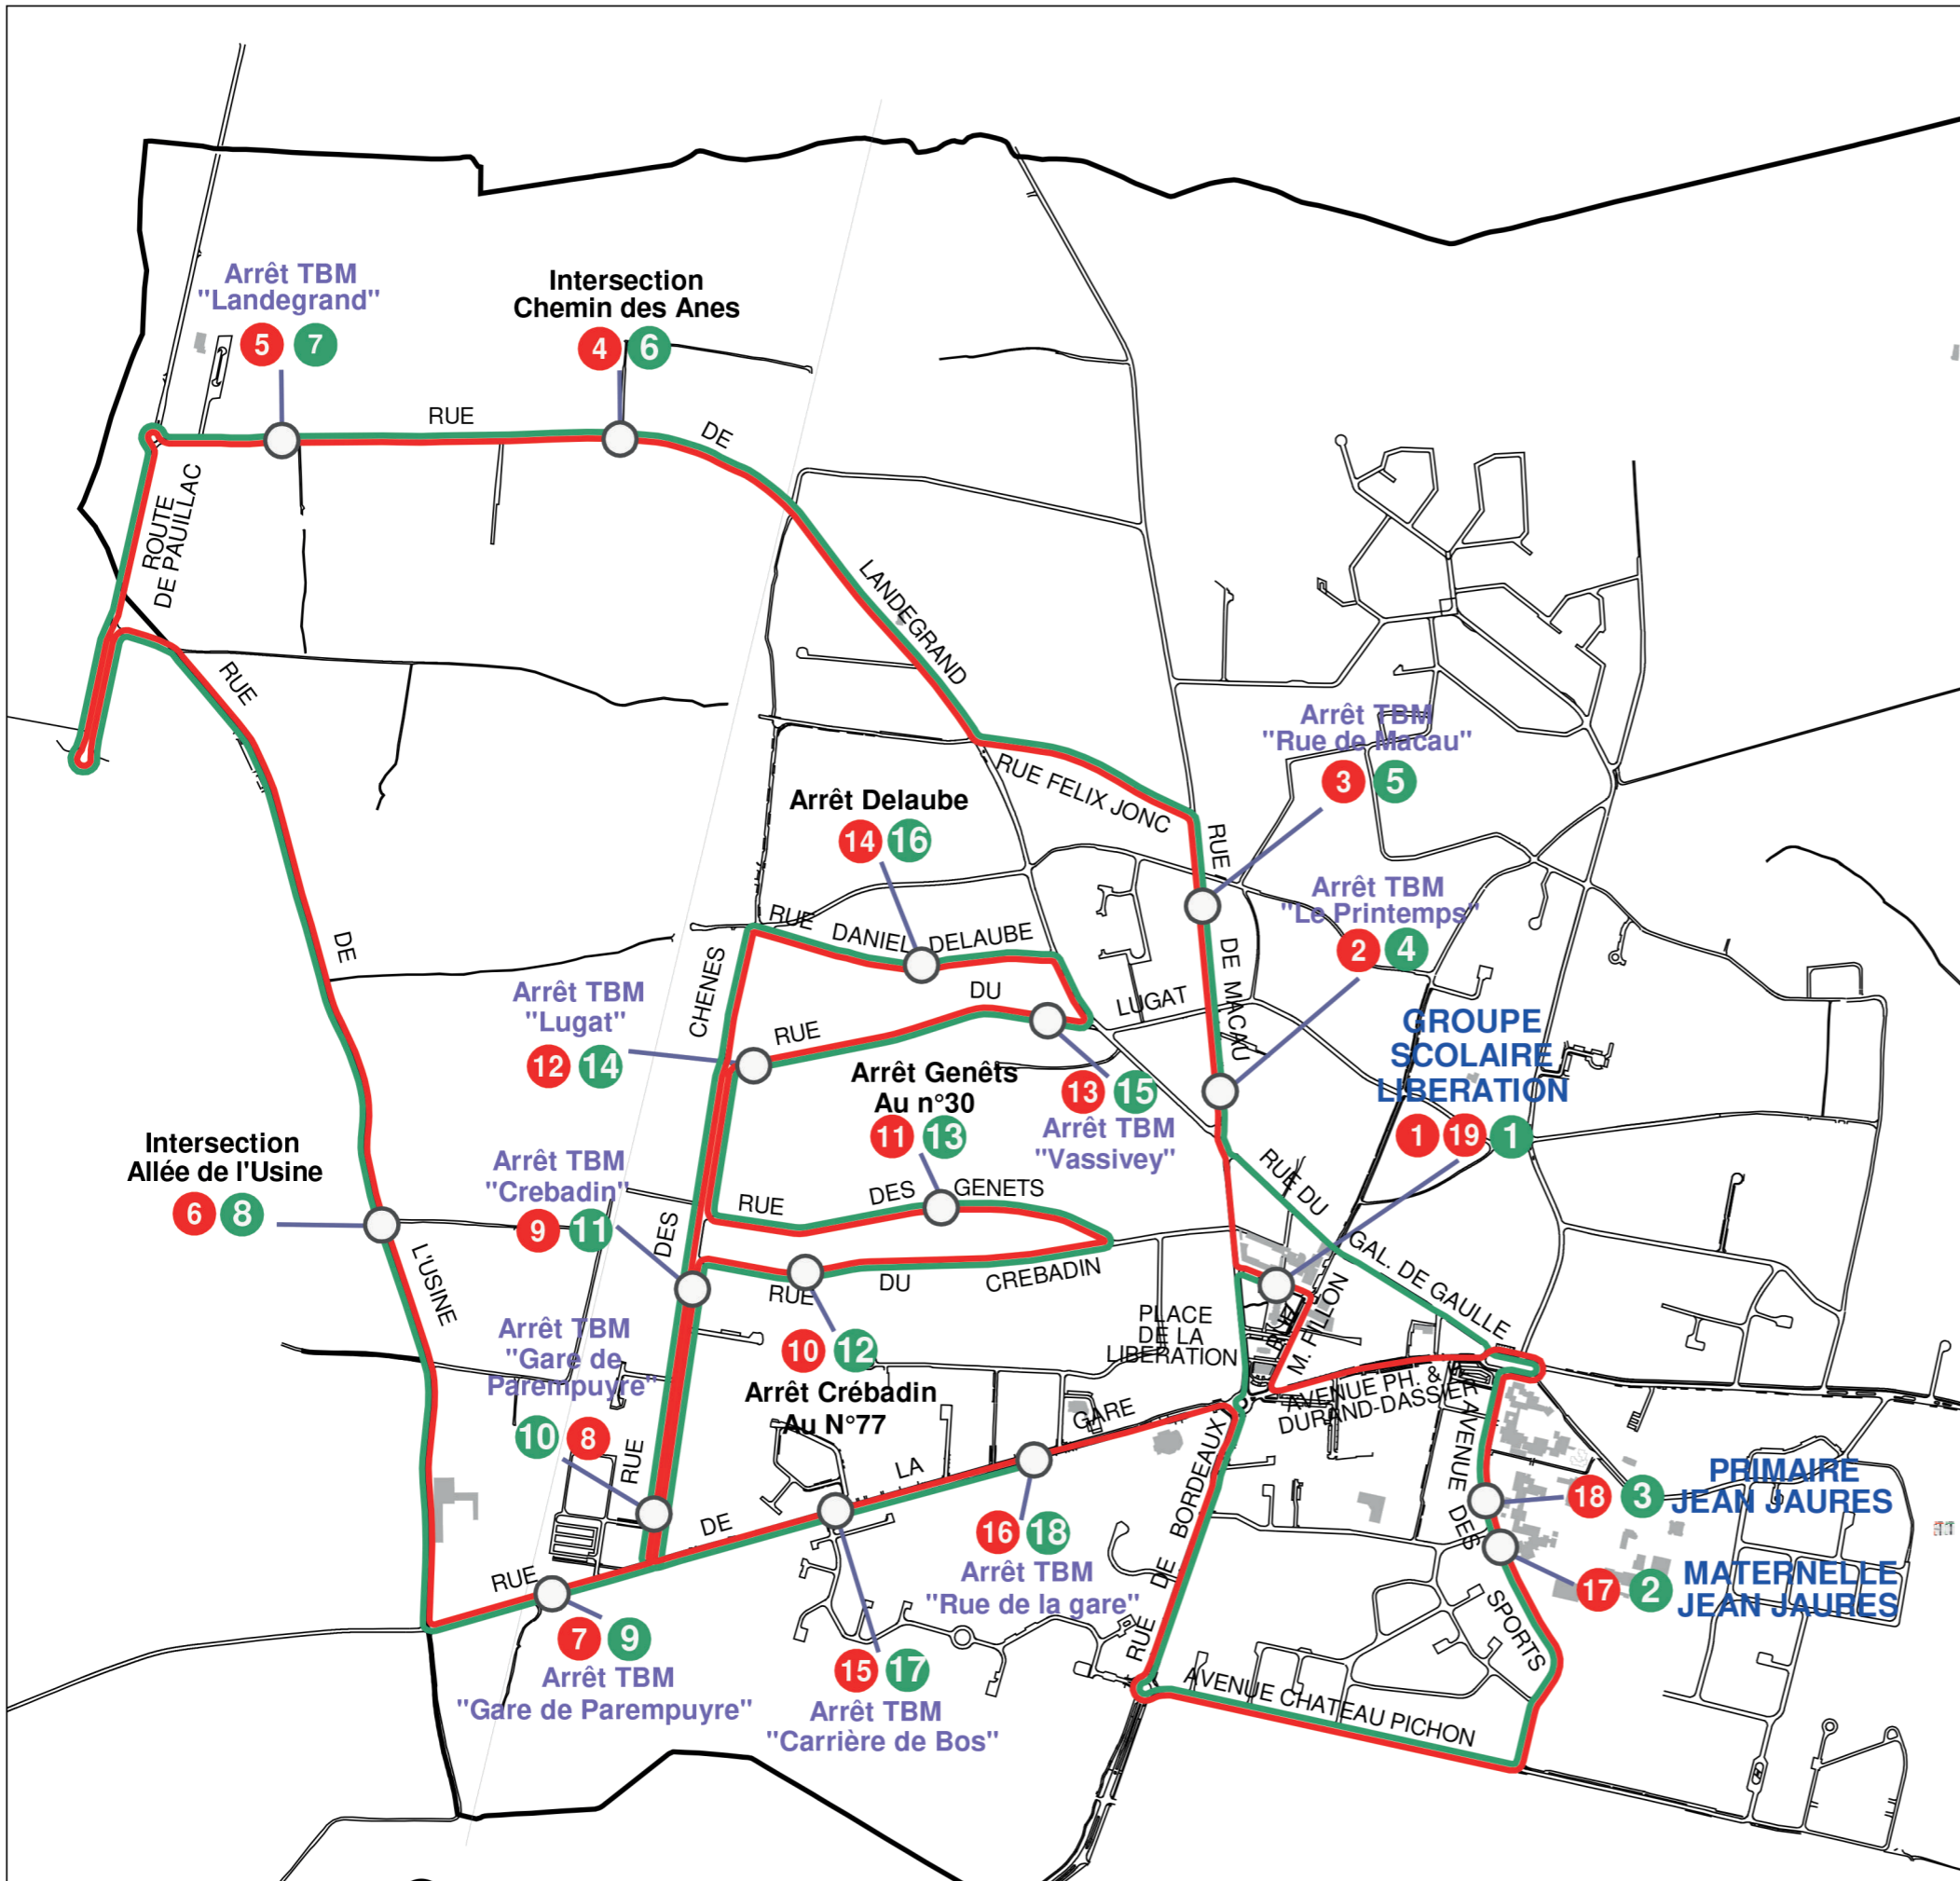 Arrêt TBM
"Landegrand"
5 7
Intersection
Chemin des Anes
4 6
RUE
DE
LANDEGRAND
ROUTE
DE PAUILLAC
RUE
DE
L'USINE
Arrêt TBM
"Rue de Macau"
3 5
RUE FELIX JONC
RUE
DE MACAU
Arrêt Delaube
14 16
Arrêt TBM
"Le Printemps"
2 4
RUE
DANIEL DELAUBE
CHENES
DES
RUE
Arrêt TBM
"Lugat"
12 14
RUE
DU
LUGAT
GROUPE
SCOLAIRE
LIBERATION
1 19 1
Arrêt Genêts
Au n°30
11 13
13 15
Arrêt TBM
"Vassivey"
Intersection
Allée de l'Usine
6 8
Arrêt TBM
"Crebadin"
9 11
RUE
DES
GENETS
RUE DU
GAL. DE GAULLE
RUE
DU
CREBADIN
10 12
Arrêt Crébadin
Au N°77
PLACE
DE LA
LIBERATION
RUE
M. FILLON
Arrêt TBM
"Gare de
Parempuyre"
10 8
AVENUE PH. &
DURAND-DASSIER
AVENUE
DES
SPORTS
RUE
DE
LA
GARE
16 18
Arrêt TBM
"Rue de la gare"
RUE
DE
BORDEAUX
18 3
PRIMAIRE
JEAN JAURES
17 2
MATERNELLE
JEAN JAURES
7 9
Arrêt TBM
"Gare de Parempuyre"
15 17
Arrêt TBM
"Carrière de Bos"
AVENUE CHATEAU PICHON